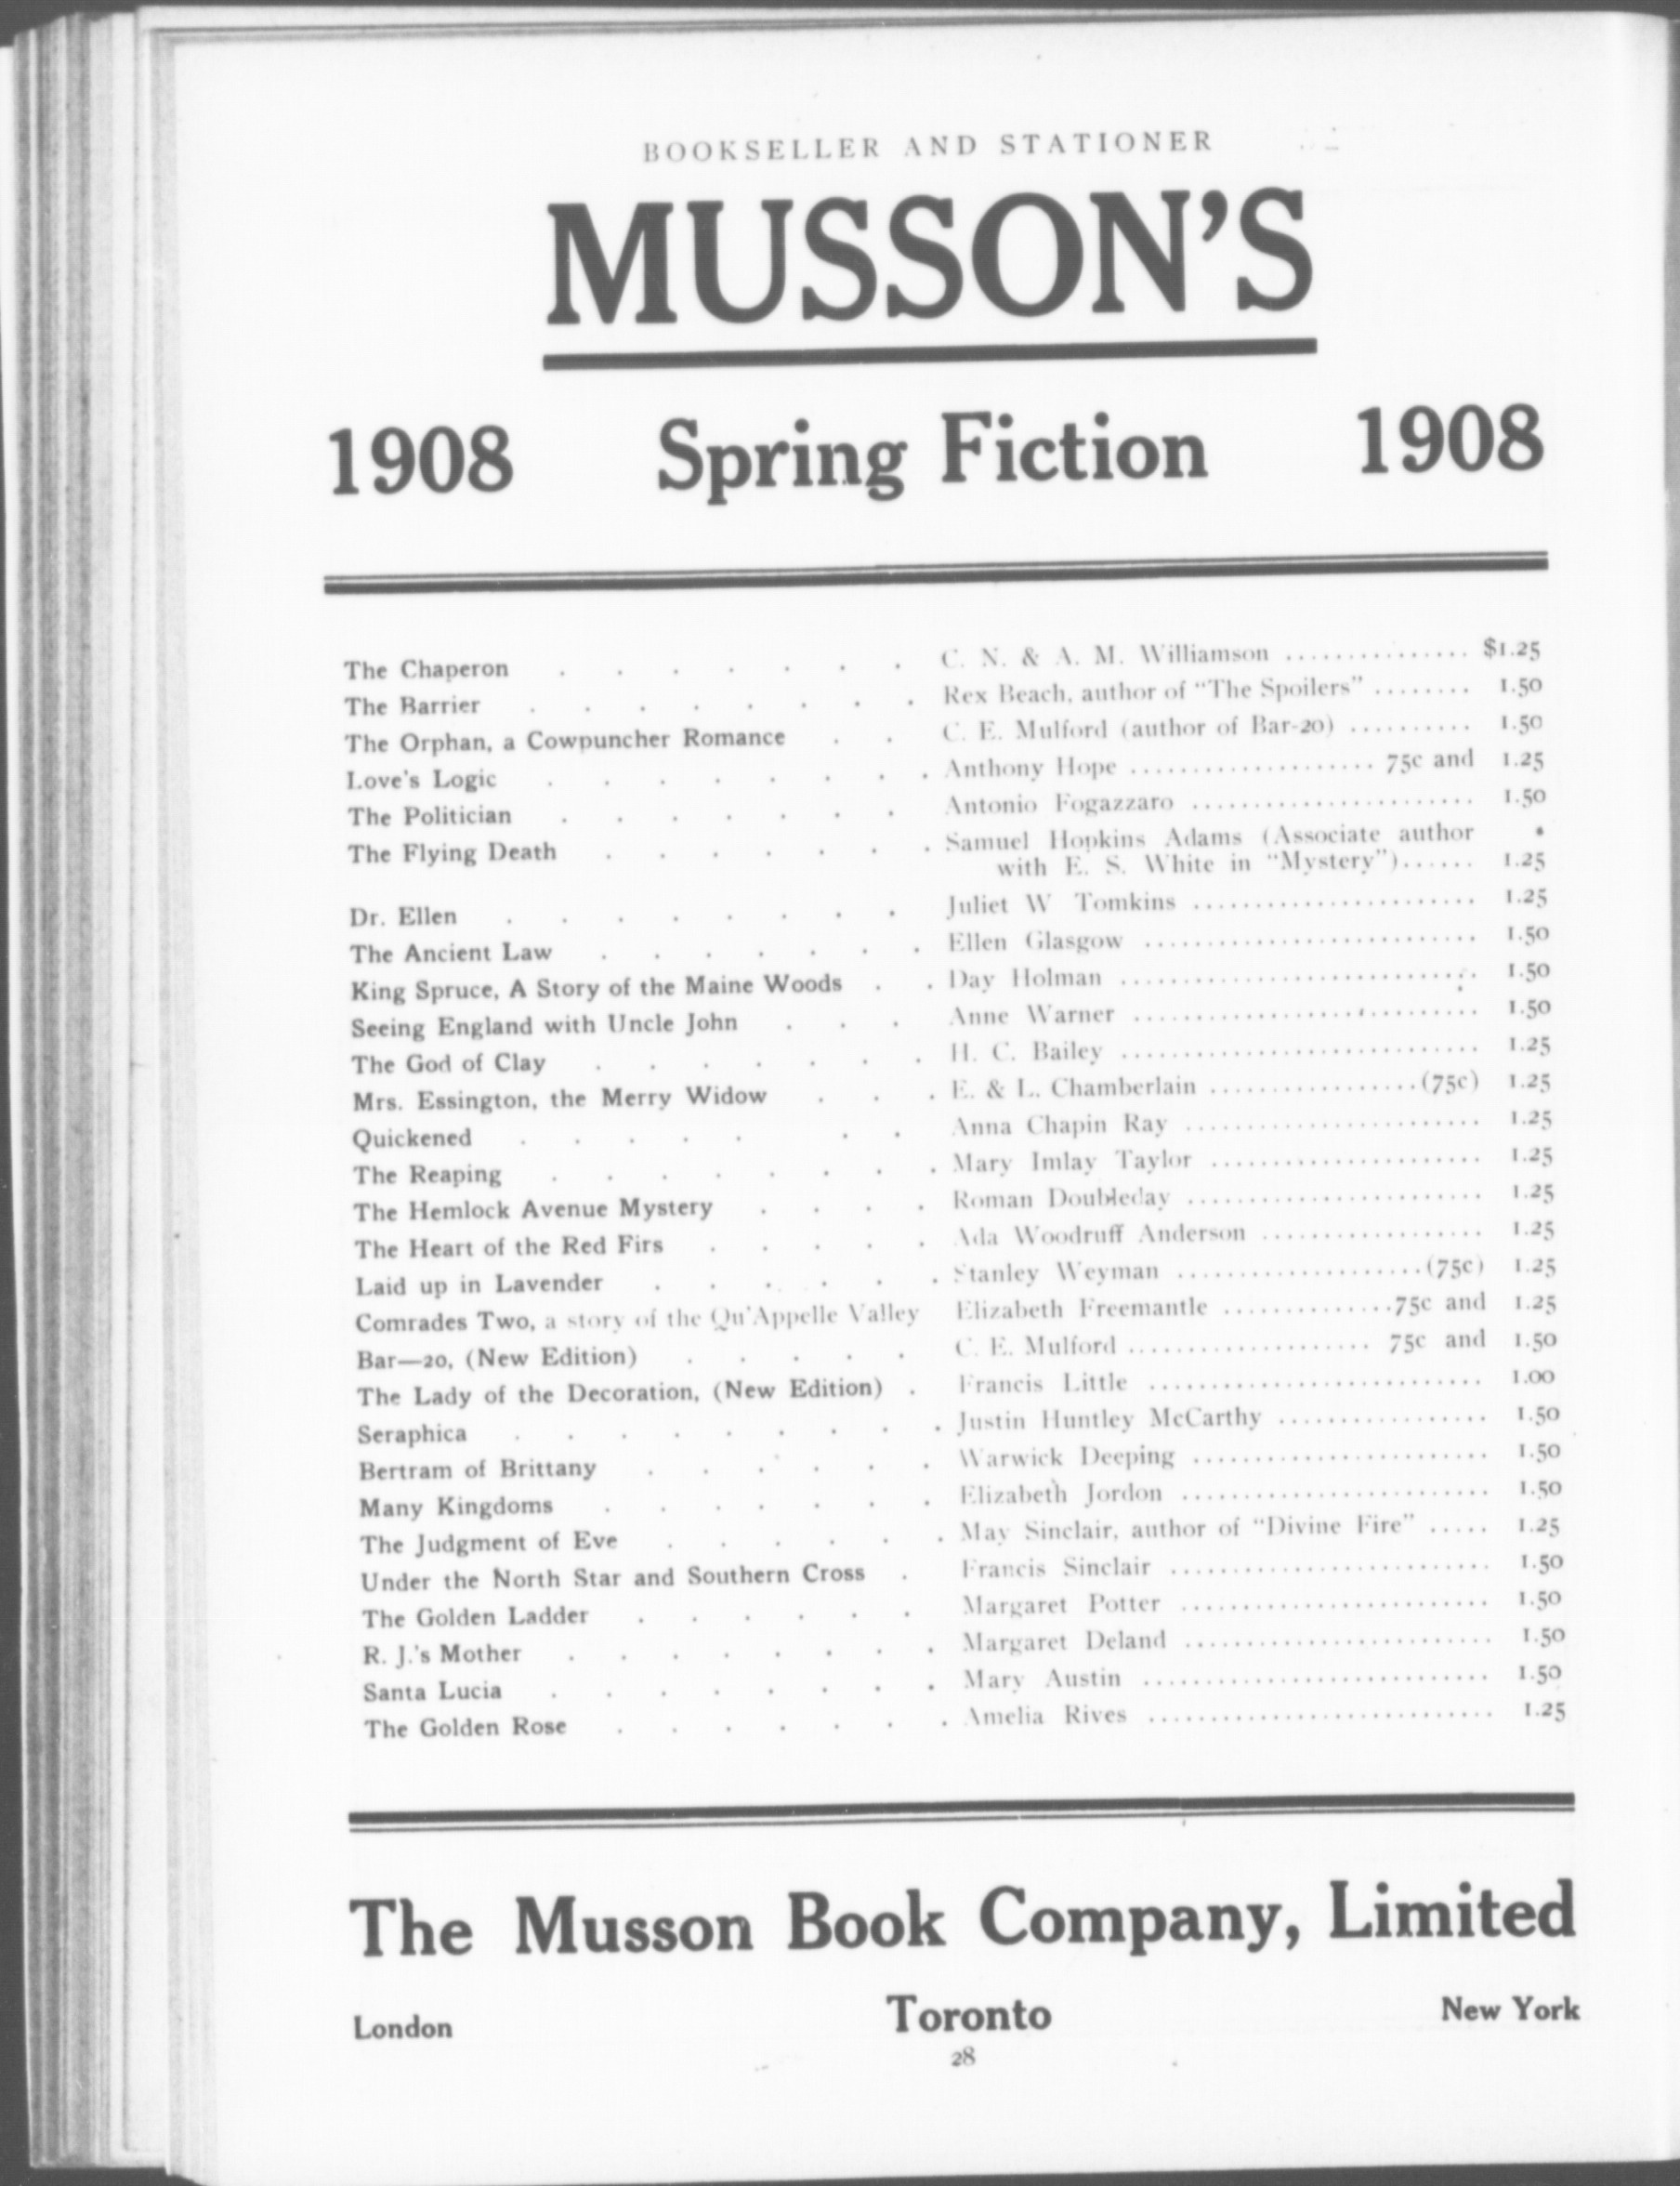 BOOKSELLER AND STATIONER
MUSSON'S
1908 Spring Fiction 1908
The Chaperon . . . . . . . C. N. & A. M. Williamson ............... $1.25
The Barrier . . . . . . . . Rex Beach, author of "The Spoilers" ........ 1.50
The Orphan, a Cowpuncher Romance . . C. E. Mulford (author of Bar-20) .......... 1.50
Love's Logic . . . . . . . . Anthony Hope .................... 75c and 1.25
The Politician . . . . . . . Antonio Fogazzaro ....................... 1.50
The Flying Death . . . . . . . Samuel Hopkins Adams (Associate author
with E. S. White in "Mystery")...... 1.25
Dr. Ellen . . . . . . . . Juliet W Tomkins ....................... 1.25
The Ancient Law . . . . . . . Ellen Glasgow ........................... 1.50
King Spruce, A Story of the Maine Woods . . Day Holman ............................. 1.50
Seeing England with Uncle John . . . Anne Warner ............................ 1.50
The God of Clay . . . . . . . H. C. Bailey ............................. 1.25
Mrs. Essington, the Merry Widow . . . E. & L. Chamberlain .................(75c) 1.25
Quickened . . . . . . . Anna Chapin Ray ........................ 1.25
The Reaping . . . . . . . . Mary Imlay Taylor ...................... 1.25
The Hemlock Avenue Mystery . . . . Roman Doubleday ........................ 1.25
The Heart of the Red Firs . . . . . Ada Woodruff Anderson .................. 1.25
Laid up in Lavender . . . . . . Stanley Weyman ....................(75c) 1.25
Comrades Two, a story of the Qu'Appelle Valley Elizabeth Freemantle ..............75c and 1.25
Bar—20, (New Edition) . . . . . C. E. Mulford .................... 75c and 1.50
The Lady of the Decoration, (New Edition) . Francis Little ........................... 1.00
Seraphica . . . . . . . . . Justin Huntley McCarthy ................. 1.50
Bertram of Brittany . . . . . . Warwick Deeping ........................ 1.50
Many Kingdoms . . . . . . . Elizabeth Jordon ......................... 1.50
The Judgment of Eve . . . . . . May Sinclair, author of "Divine Fire" ..... 1.25
Under the North Star and Southern Cross . Francis Sinclair .......................... 1.50
The Golden Ladder . . . . . . Margaret Potter ......................... 1.50
R. J.'s Mother . . . . . . . . Margaret Deland ......................... 1.50
Santa Lucia . . . . . . . . Mary Austin ............................ 1.50
The Golden Rose . . . . . . . Amelia Rives ............................ 1.25
The Musson Book Company, Limited
London Toronto New York
28